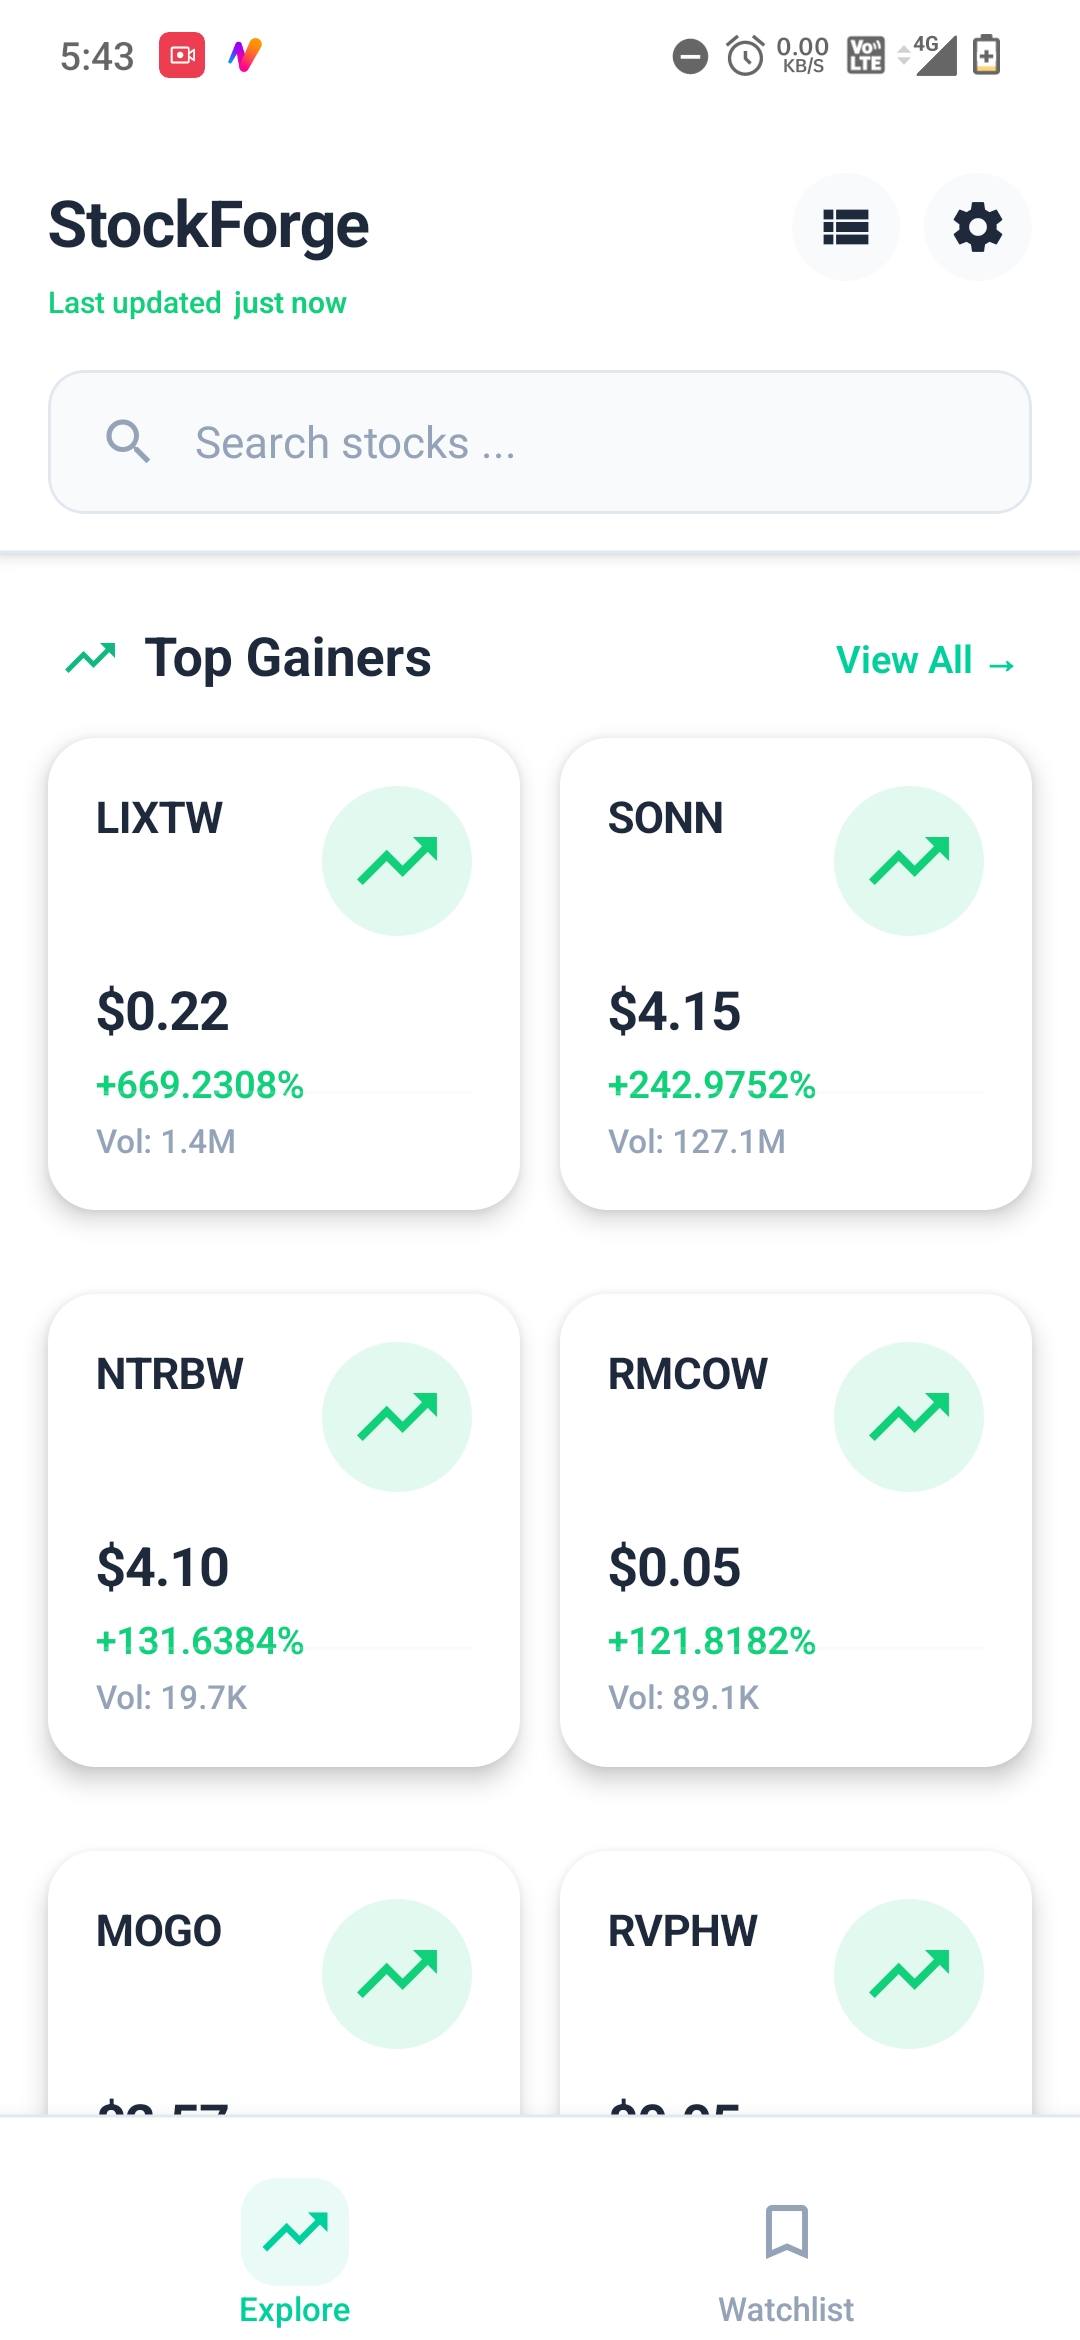 5:43
0.00 KB/S Vo)) LTE 4G
StockForge
Last updated just now
Search stocks ...
Top Gainers
View All →
LIXTW
SONN
$0.22
$4.15
+669.2308%
+242.9752%
Vol: 1.4M
Vol: 127.1M
NTRBW
RMCOW
$4.10
$0.05
+131.6384%
+121.8182%
Vol: 19.7K
Vol: 89.1K
MOGO
RVPHW
Explore
Watchlist